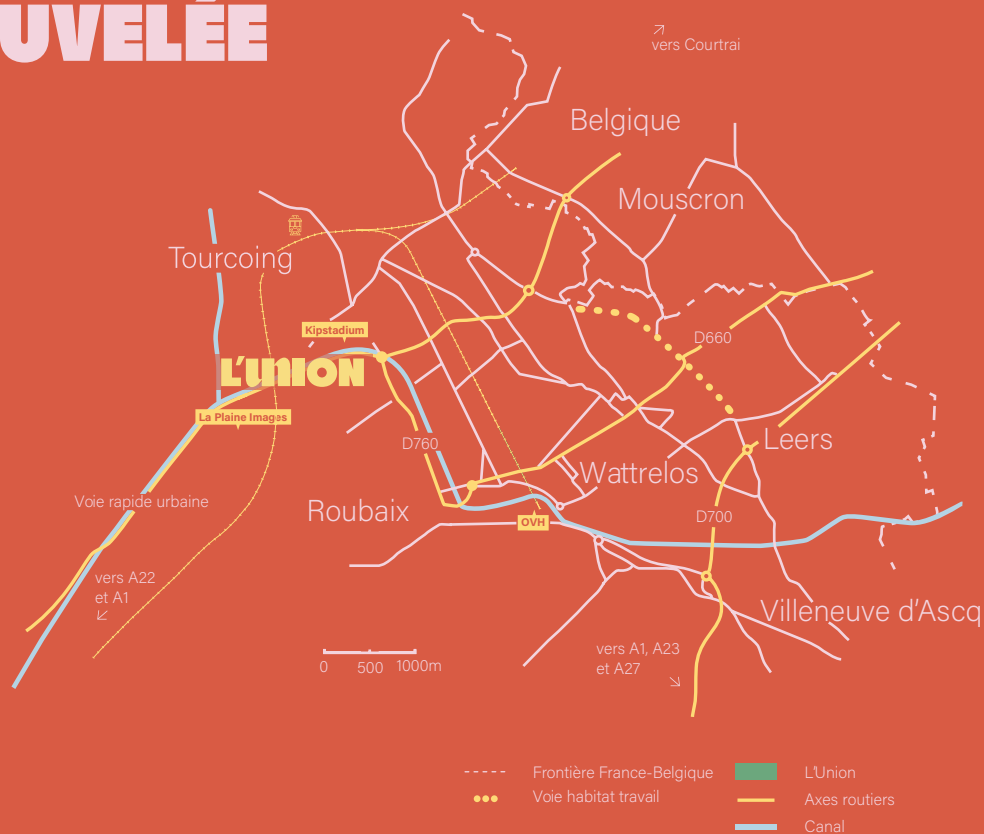 UVELÉE
vers Courtrai
Belgique
Mouscron
Tourcoing
Kipstadium
D660
L'UNION
La Plaine Images
D760
Leers
Wattrelos
Voie rapide urbaine
Roubaix
OVH
D700
vers A22
et A1
Villeneuve d'Ascq
vers A1, A23
et A27
0 500 1000m
Frontière France-Belgique
Voie habitat travail
L'Union
Axes routiers
Canal